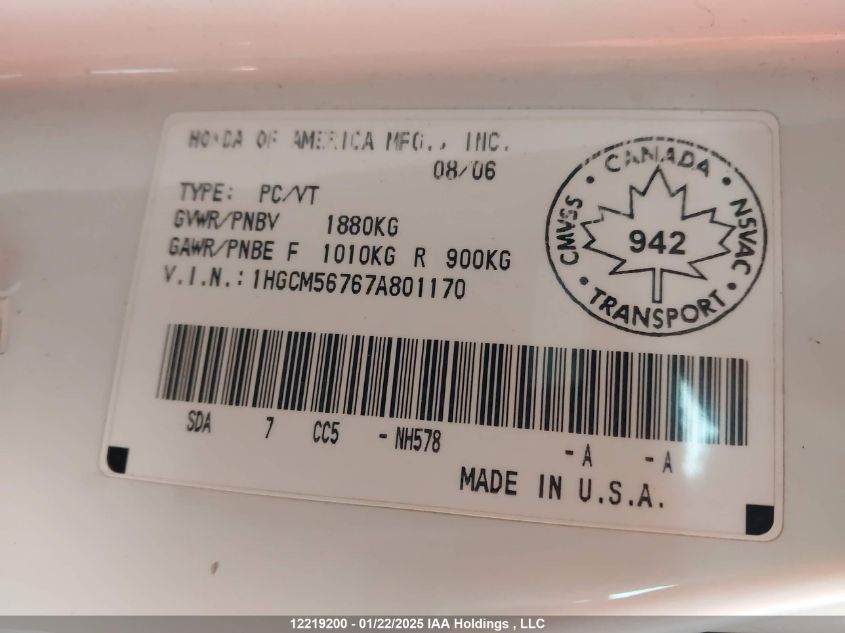 HONDA OF AMERICA MFG., INC.
08/06
TYPE: PC/VT
GVWR/PNBV 1880KG
GAWR/PNBE F 1010KG R 900KG
V.I.N.: 1HGCM56767A801170
· CANADA ·
CMVSS
942
NSVAC
· TRANSPORT ·
SDA 7 CC5 - NH578 - A - A
MADE IN U.S.A.
12219200 - 01/22/2025 IAA Holdings , LLC